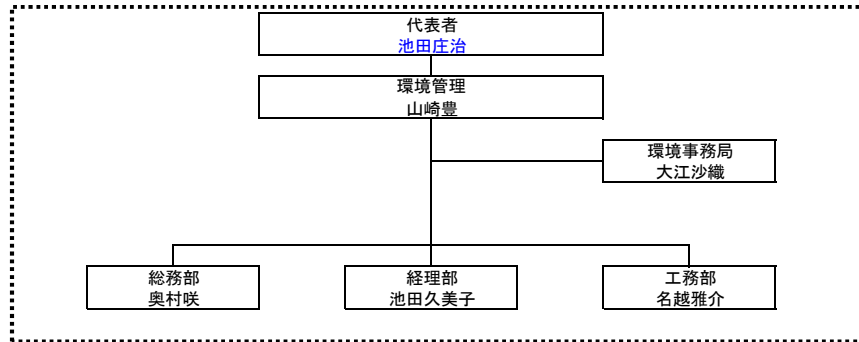 代表者
池田庄治
環境管理
山崎豊
環境事務局
大江沙織
総務部
奥村咲
経理部
池田久美子
工務部
名越雅介